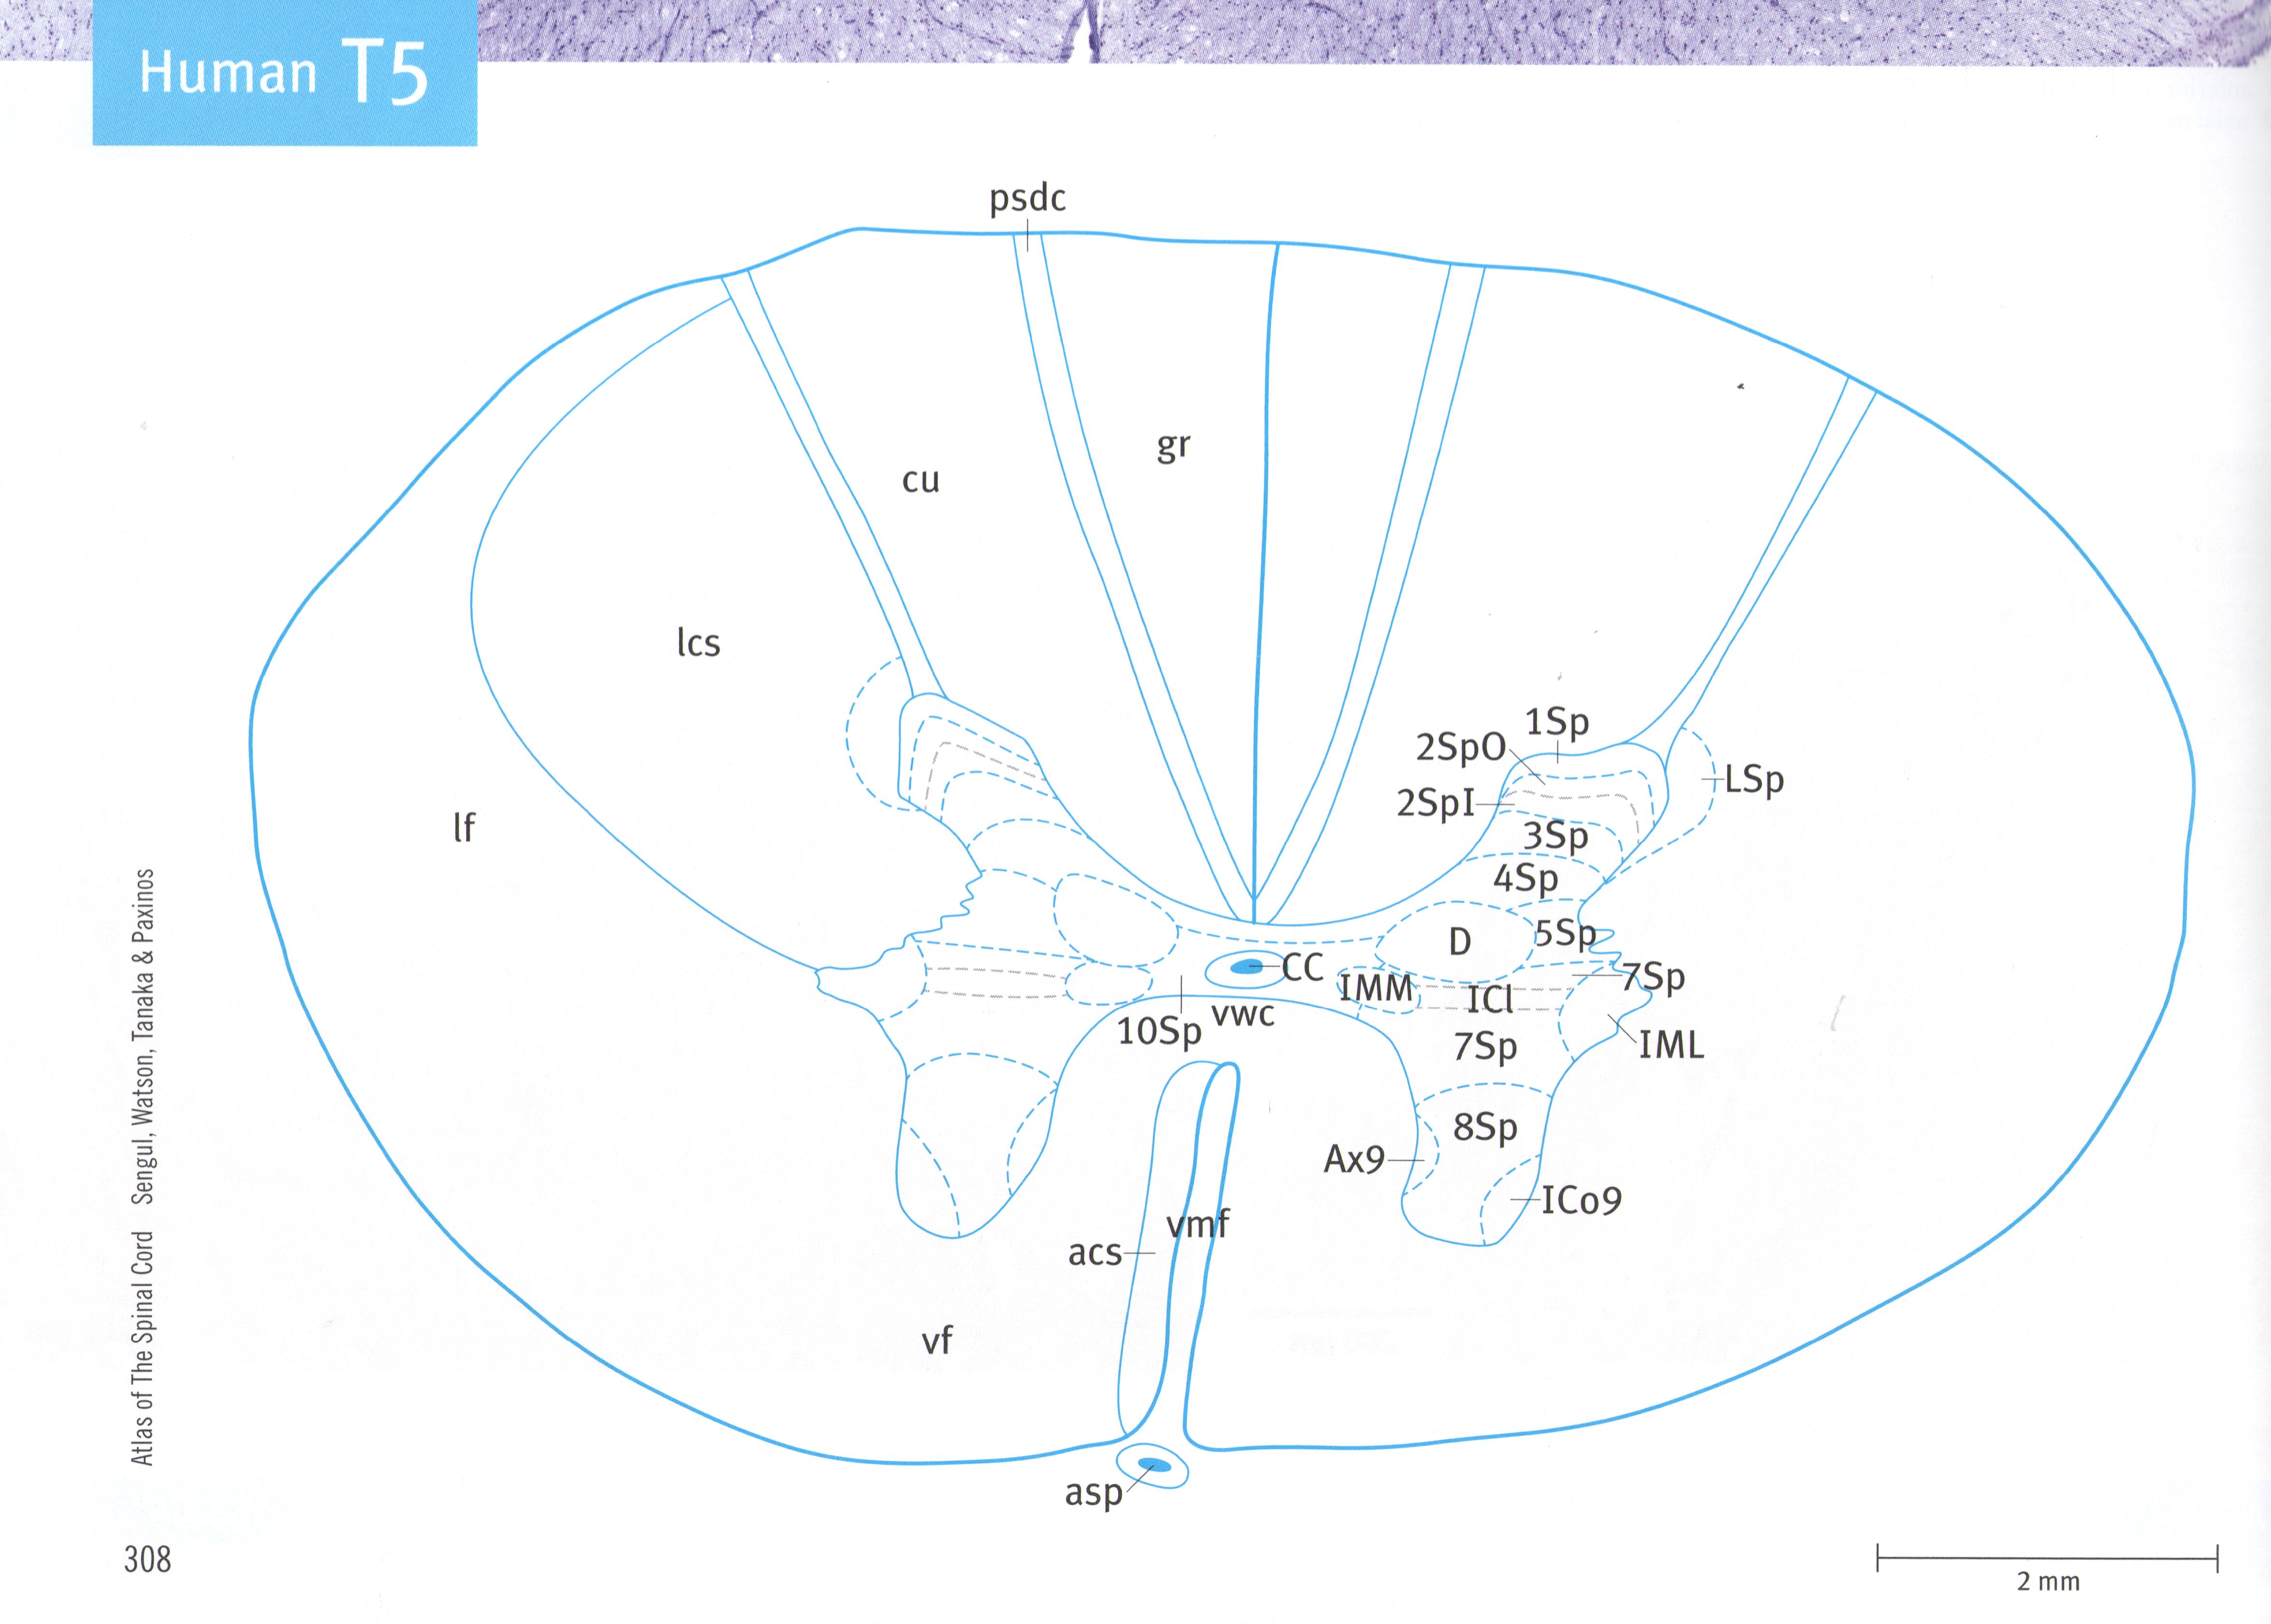 Human T5
psdc
gr
cu
lcs
1Sp
2SpO
LSp
2SpI
lf
3Sp
4Sp
5Sp
D
CC
7Sp
IMM
ICl
vwc
10Sp
7Sp
IML
8Sp
Ax9
ICo9
vmf
acs
vf
asp
Atlas of The Spinal Cord Sengul, Watson, Tanaka & Paxinos
308
2 mm